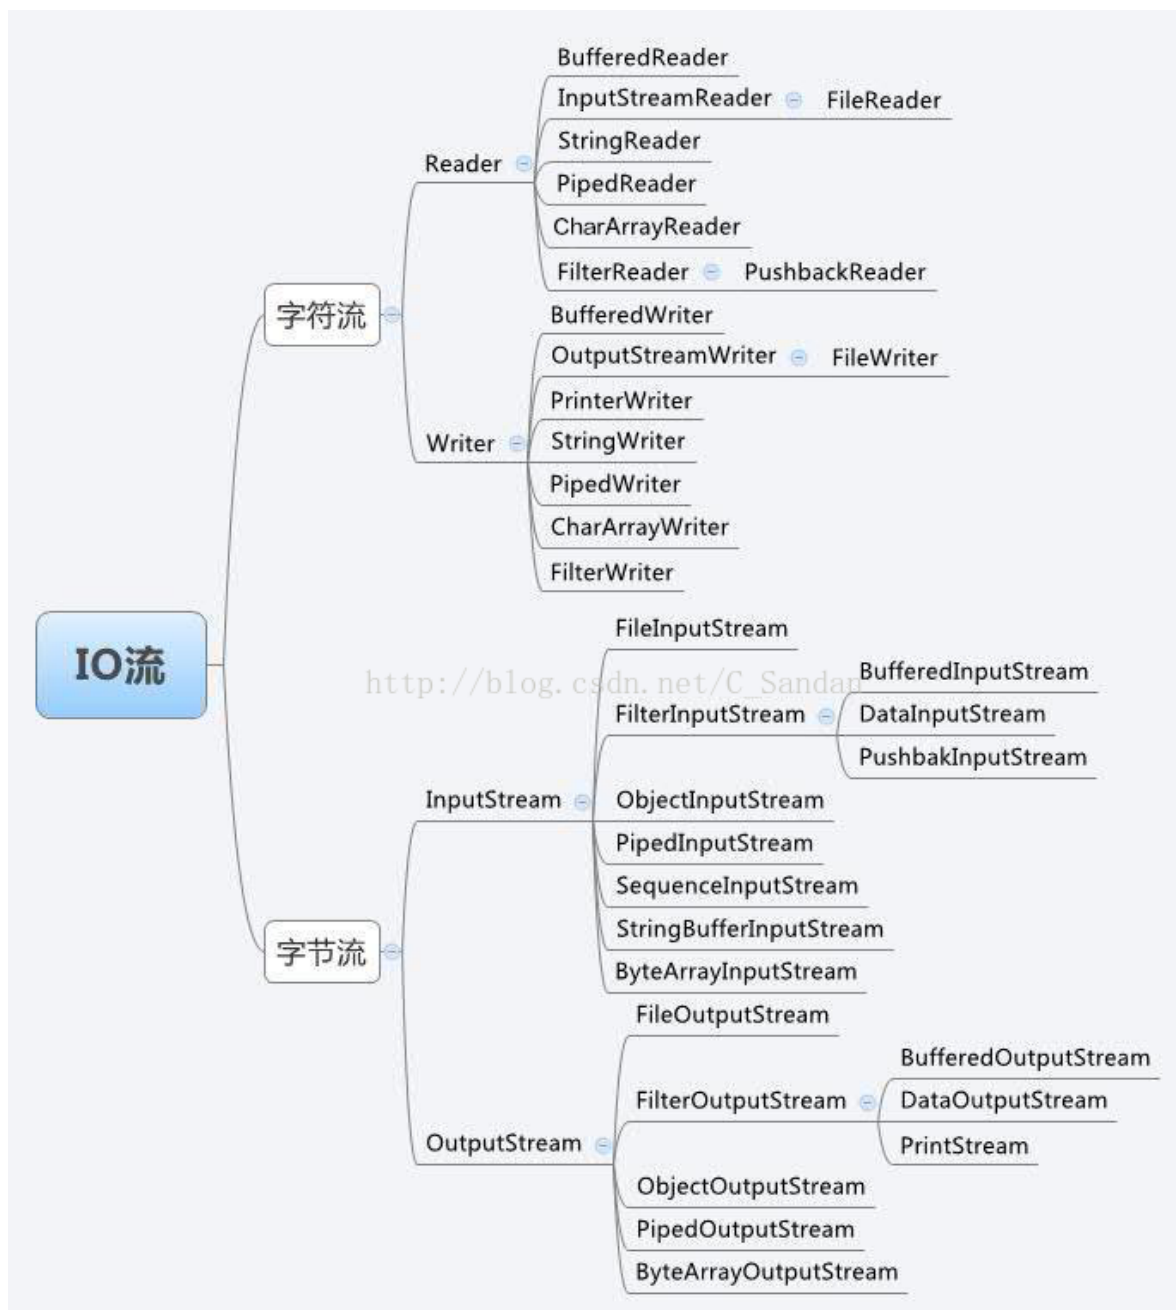 BufferedReader
InputStreamReader FileReader
StringReader
Reader
PipedReader
CharArrayReader
FilterReader PushbackReader
字符流
BufferedWriter
OutputStreamWriter FileWriter
PrinterWriter
Writer
StringWriter
PipedWriter
CharArrayWriter
FilterWriter
IO流
FileInputStream
http://blog.csdn.net/C_Sandan
BufferedInputStream
FilterInputStream
DataInputStream
PushbakInputStream
InputStream
ObjectInputStream
PipedInputStream
SequenceInputStream
StringBufferInputStream
ByteArrayInputStream
字节流
FileOutputStream
BufferedOutputStream
FilterOutputStream
DataOutputStream
PrintStream
OutputStream
ObjectOutputStream
PipedOutputStream
ByteArrayOutputStream